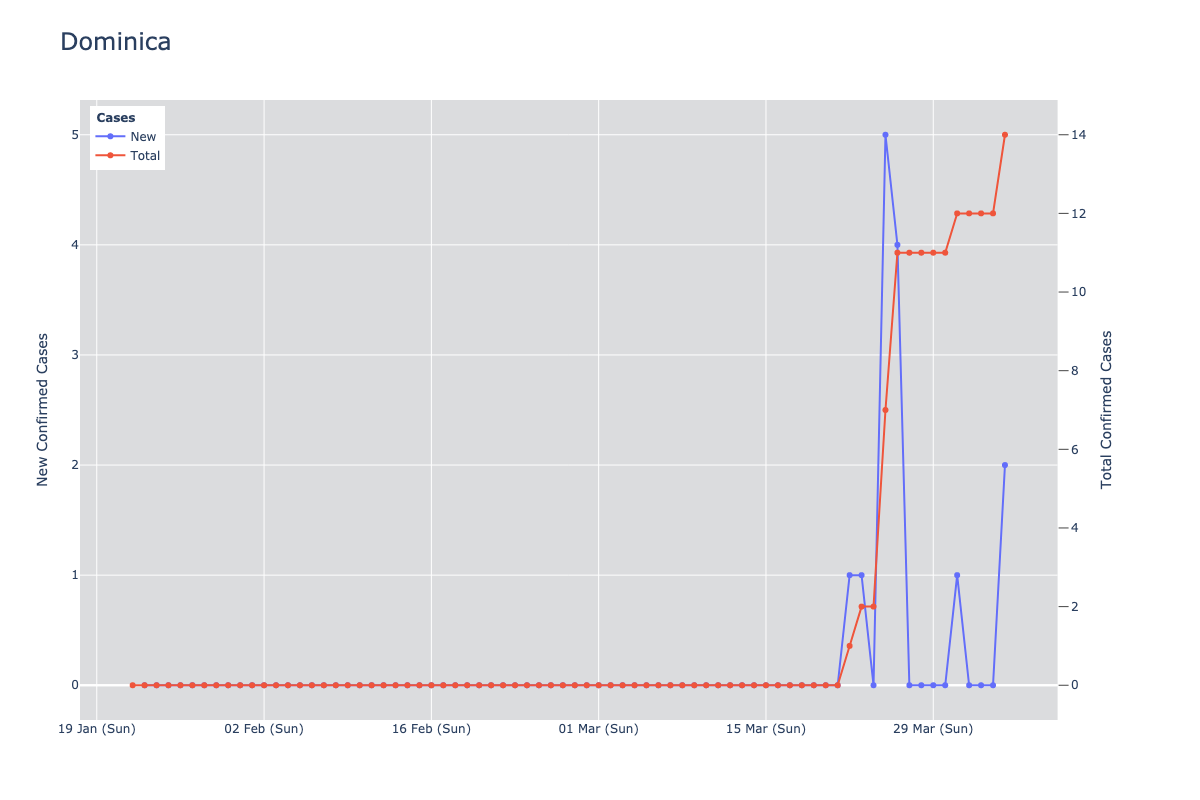 Dominica
Cases
New
Total
5
4
3
2
1
0
New Confirmed Cases
14
12
10
8
6
4
2
0
Total Confirmed Cases
19 Jan (Sun)
02 Feb (Sun)
16 Feb (Sun)
01 Mar (Sun)
15 Mar (Sun)
29 Mar (Sun)